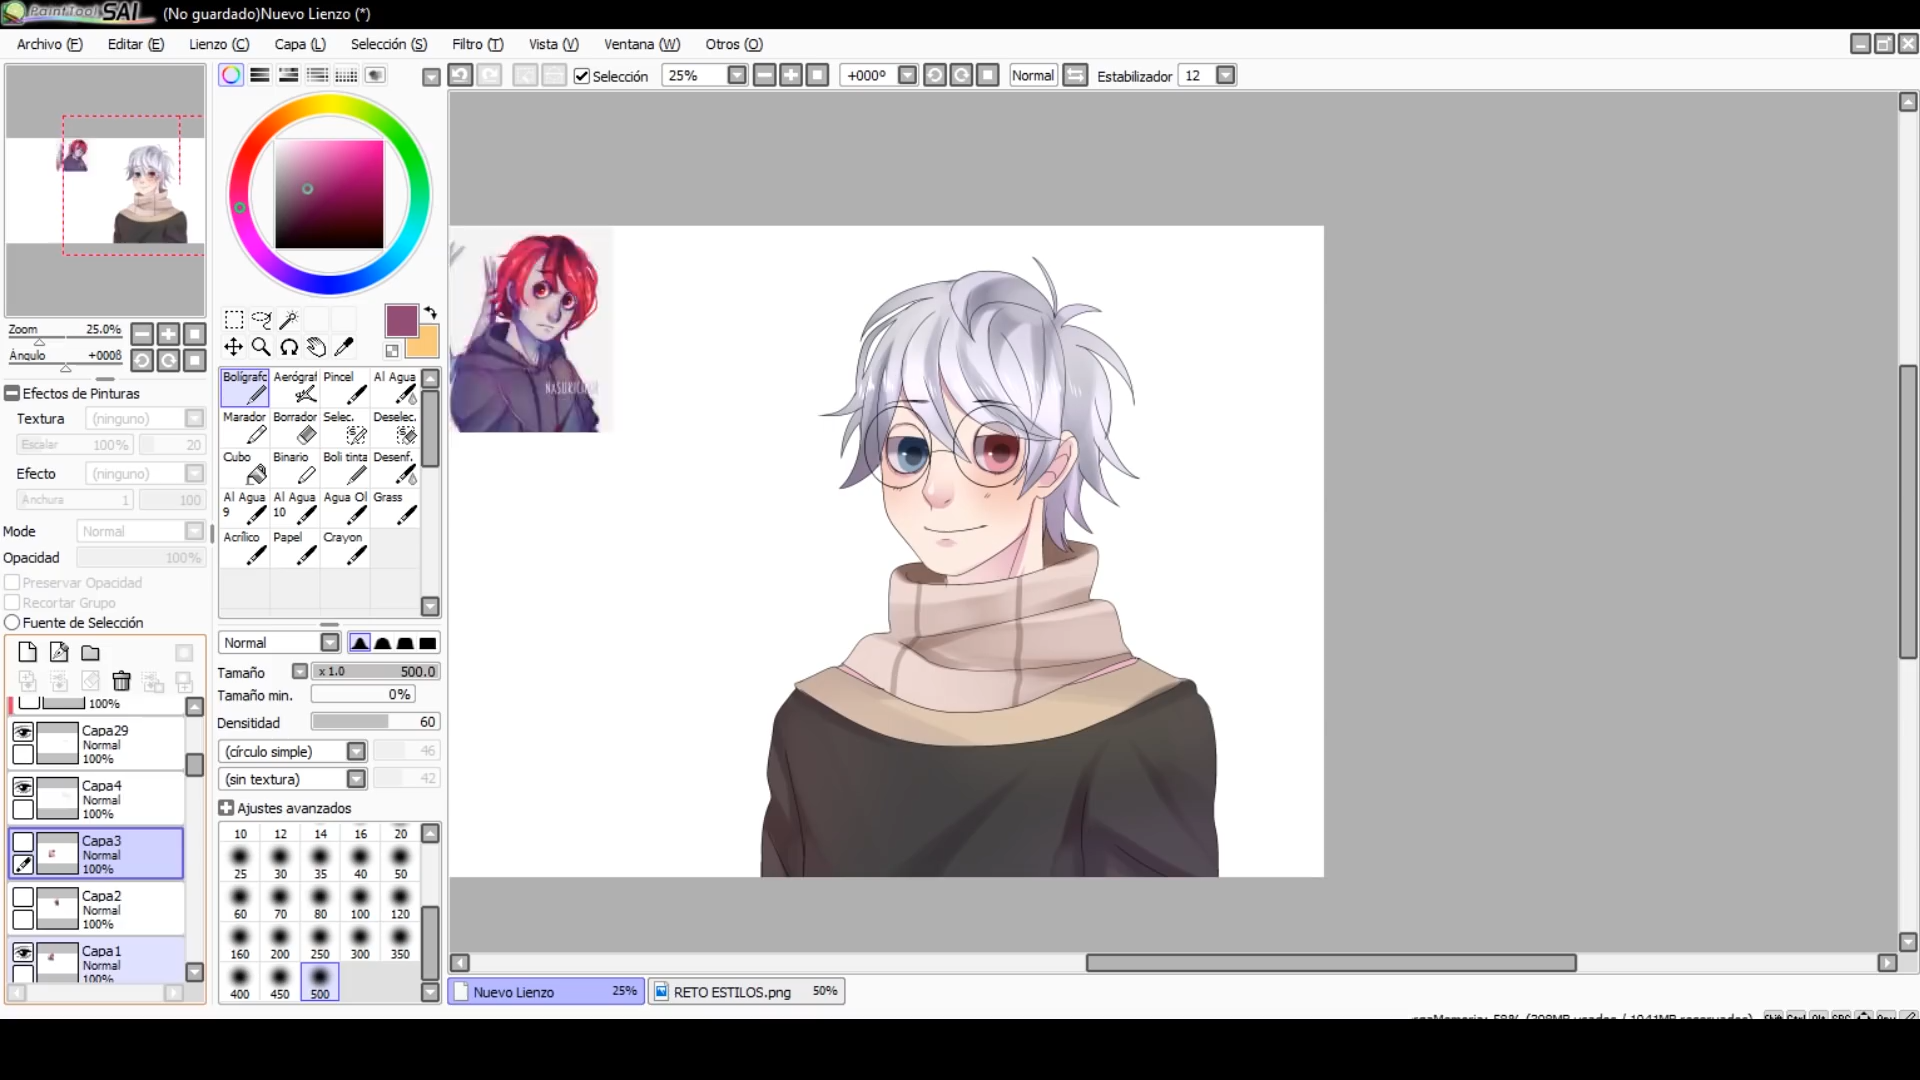 PaintTool SAI (No guardado)Nuevo Lienzo (*)
Archivo (F) Editar (E) Lienzo (C) Capa (L) Selección (S) Filtro (T) Vista (V) Ventana (W) Otros (O)
Selección 25% +000º Normal Estabilizador 12
Zoom 25.0%
Ángulo +000ß
Efectos de Pinturas
Textura (ninguno)
Escalar 100% 20
Efecto (ninguno)
Anchura 1 100
Mode Normal
Opacidad 100%
Preservar Opacidad
Recortar Grupo
Fuente de Selección
100%
Capa29
Normal
100%
Capa4
Normal
100%
Capa3
Normal
100%
Capa2
Normal
100%
Capa1
Normal
100%
Bolígrafo Aerógraf Pincel Al Agua
Marador Borrador Selec. Deselec.
Cubo Binario Boli tinta Desenf.
Al Agua 9 Al Agua 10 Agua Ol Grass
Acrílico Papel Crayon
Normal
Tamaño x 1.0 500.0
Tamaño min. 0%
Densitidad 60
(círculo simple) 46
(sin textura) 42
Ajustes avanzados
10 12 14 16 20
25 30 35 40 50
60 70 80 100 120
160 200 250 300 350
400 450 500
Nuevo Lienzo 25% RETO ESTILOS.png 50%